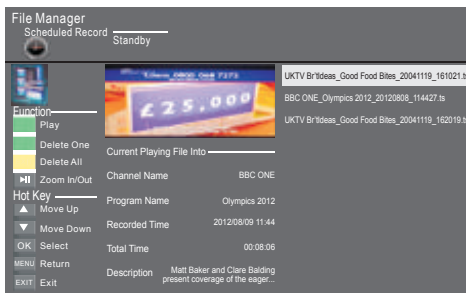 File Manager
Scheduled Record
Standby
UKTV Br'tIdeas_Good Food Bites_20041119_161021.ts
£25,000
BBC ONE_Olympics 2012_20120808_114427.ts
UKTV Br'tIdeas_Good Food Bites_20041119_162019.ts
Function
Play
Delete One
Delete All
Zoom In/Out
Current Playing File Into
Channel Name BBC ONE
Hot Key
Move Up
Program Name Olympics 2012
Move Down
Recorded Time 2012/08/09 11:44
OK Select
Total Time 00:08:06
MENU Return
Description Matt Baker and Clare Balding
present coverage of the eager...
EXIT Exit